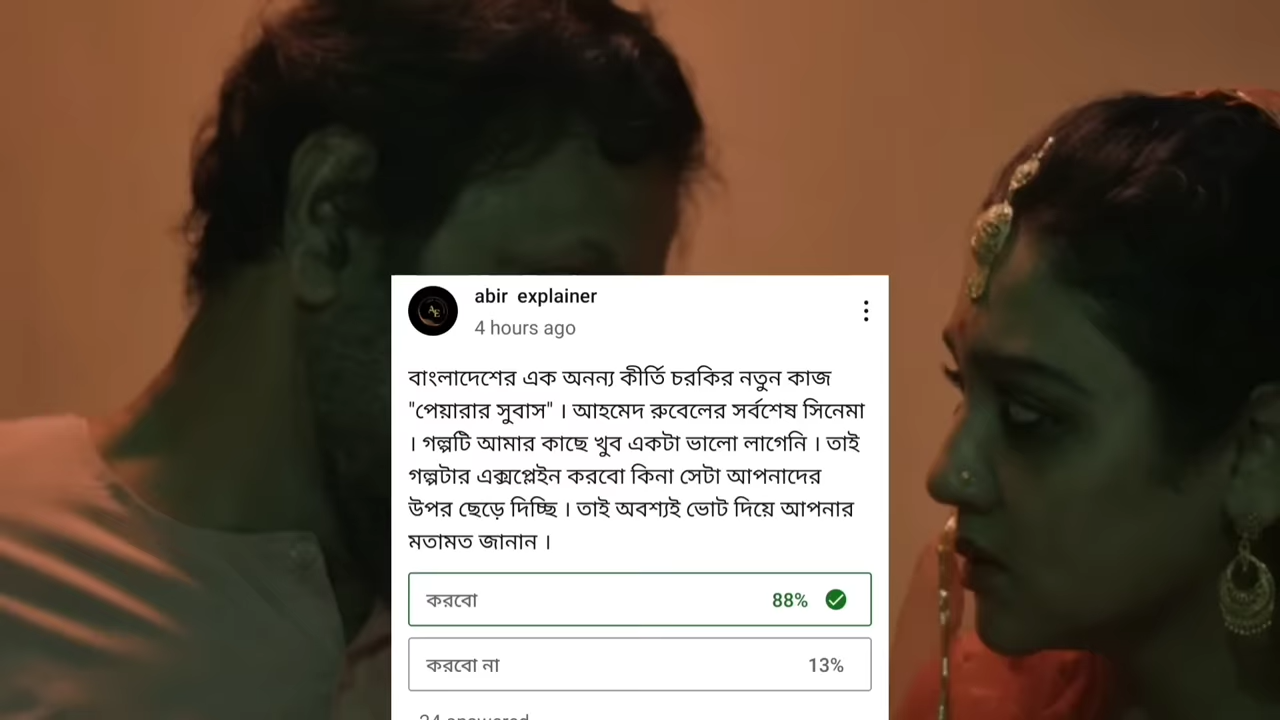 abir explainer
4 hours ago
বাংলাদেশের এক অনন্য কীর্তি চরকির নতুন কাজ
"পেয়ারার সুবাস" । আহমেদ রুবেলের সর্বশেষ সিনেমা
। গল্পটি আমার কাছে খুব একটা ভালো লাগেনি । তাই
গল্পটার এক্সপ্লেইন করবো কিনা সেটা আপনাদের
উপর ছেড়ে দিচ্ছি । তাই অবশ্যই ভোট দিয়ে আপনার
মতামত জানান ।
করবো 88%
করবো না 13%